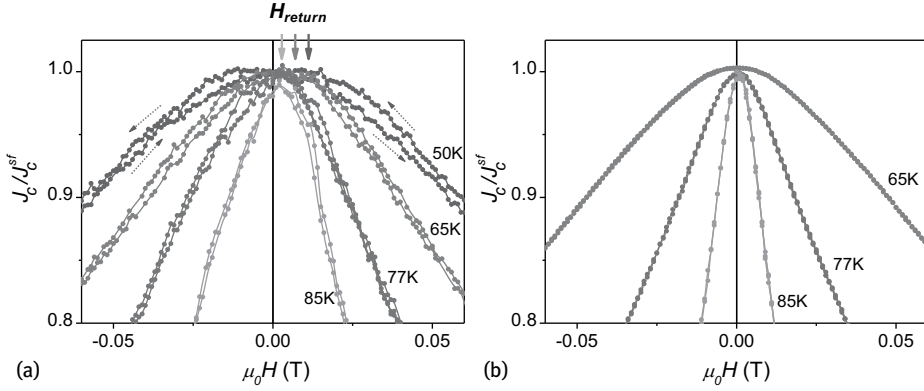 H_return
1.0
0.9
0.8
J_c/J_c^sf
50K
65K
77K
85K
-0.05
0.00
0.05
(a)
μ_0H (T)
1.0
0.9
0.8
J_c/J_c^sf
65K
77K
85K
-0.05
0.00
0.05
(b)
μ_0H (T)